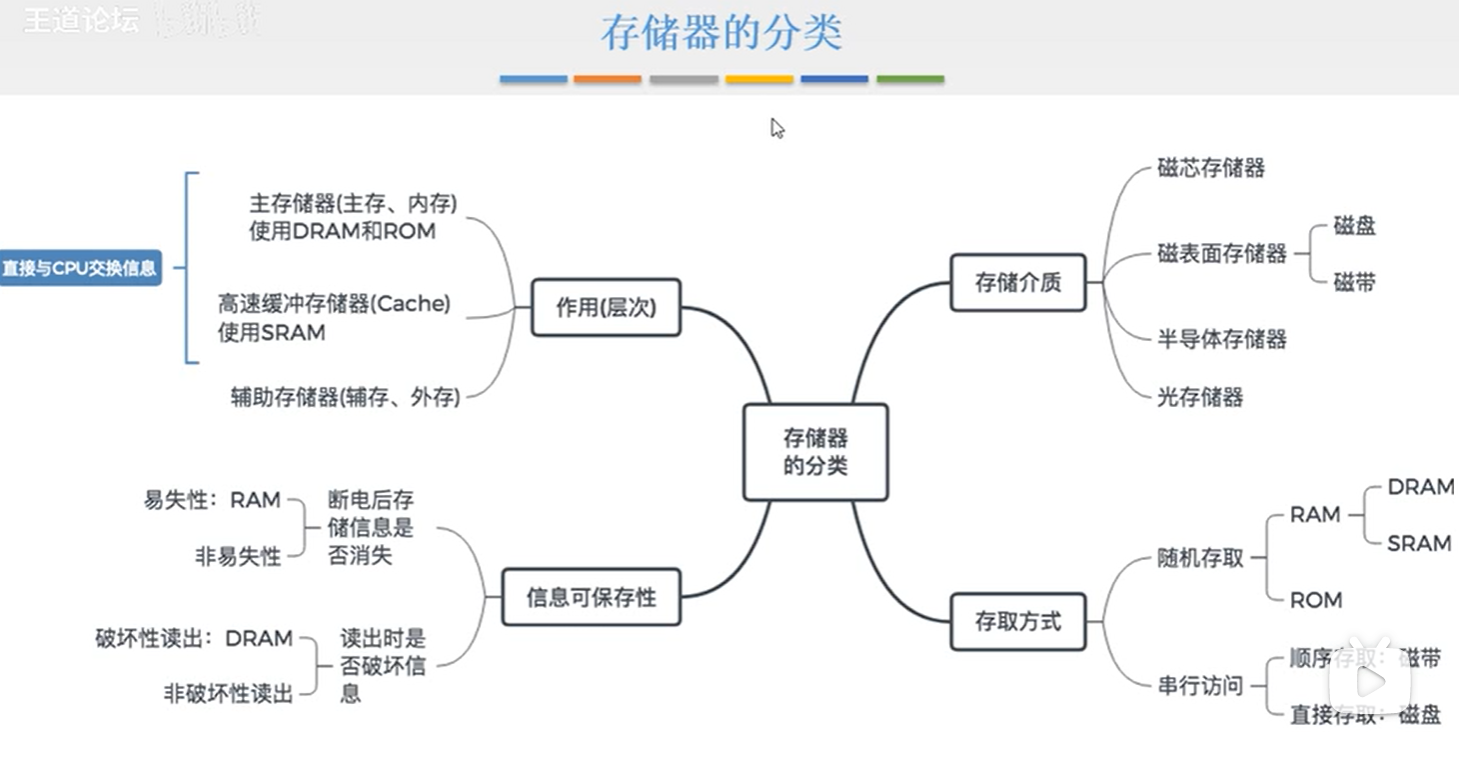 王道论坛
存储器的分类
主存储器(主存、内存)
使用DRAM和ROM
直接与CPU交换信息
高速缓冲存储器(Cache)
使用SRAM
辅助存储器(辅存、外存)
作用(层次)
易失性：RAM
非易失性
断电后存
储信息是
否消失
破坏性读出：DRAM
非破坏性读出
读出时是
否破坏信
息
信息可保存性
存储器
的分类
存储介质
磁芯存储器
磁表面存储器
磁盘
磁带
半导体存储器
光存储器
存取方式
随机存取
RAM
DRAM
SRAM
ROM
串行访问
顺序存取：磁带
直接存取：磁盘